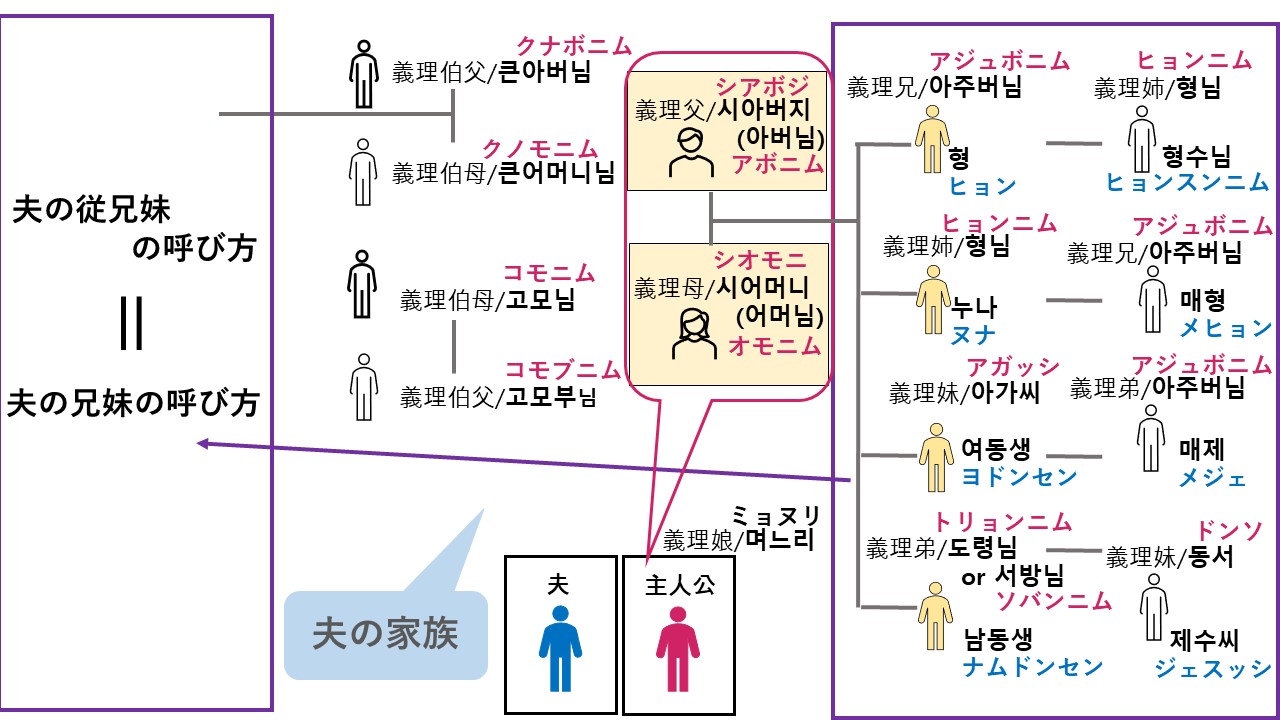 夫の従兄妹
の呼び方
||
夫の兄妹の呼び方
クナボニム
義理伯父/큰아버님
クノモニム
義理伯母/큰어머니님
コモニム
義理伯母/고모님
コモブニム
義理伯父/고모부님
シアボジ
義理父/시아버지
(아버님)
アボニム
シオモニ
義理母/시어머니
(어머님)
オモニム
ミョヌリ
義理娘/며느리
夫の家族
夫
主人公
アジュボニム
義理兄/아주버님
형
ヒョン
ヒョンニム
義理姉/형님
형수님
ヒョンスンニム
ヒョンニム
義理姉/형님
누나
ヌナ
アジュボニム
義理兄/아주버님
매형
メヒョン
アガッシ
義理妹/아가씨
여동생
ヨドンセン
アジュボニム
義理弟/아주버님
매제
メジェ
トリョンニム
義理弟/도령님
or 서방님
ソバンニム
남동생
ナムドンセン
ドンソ
義理妹/동서
제수씨
ジェスッシ